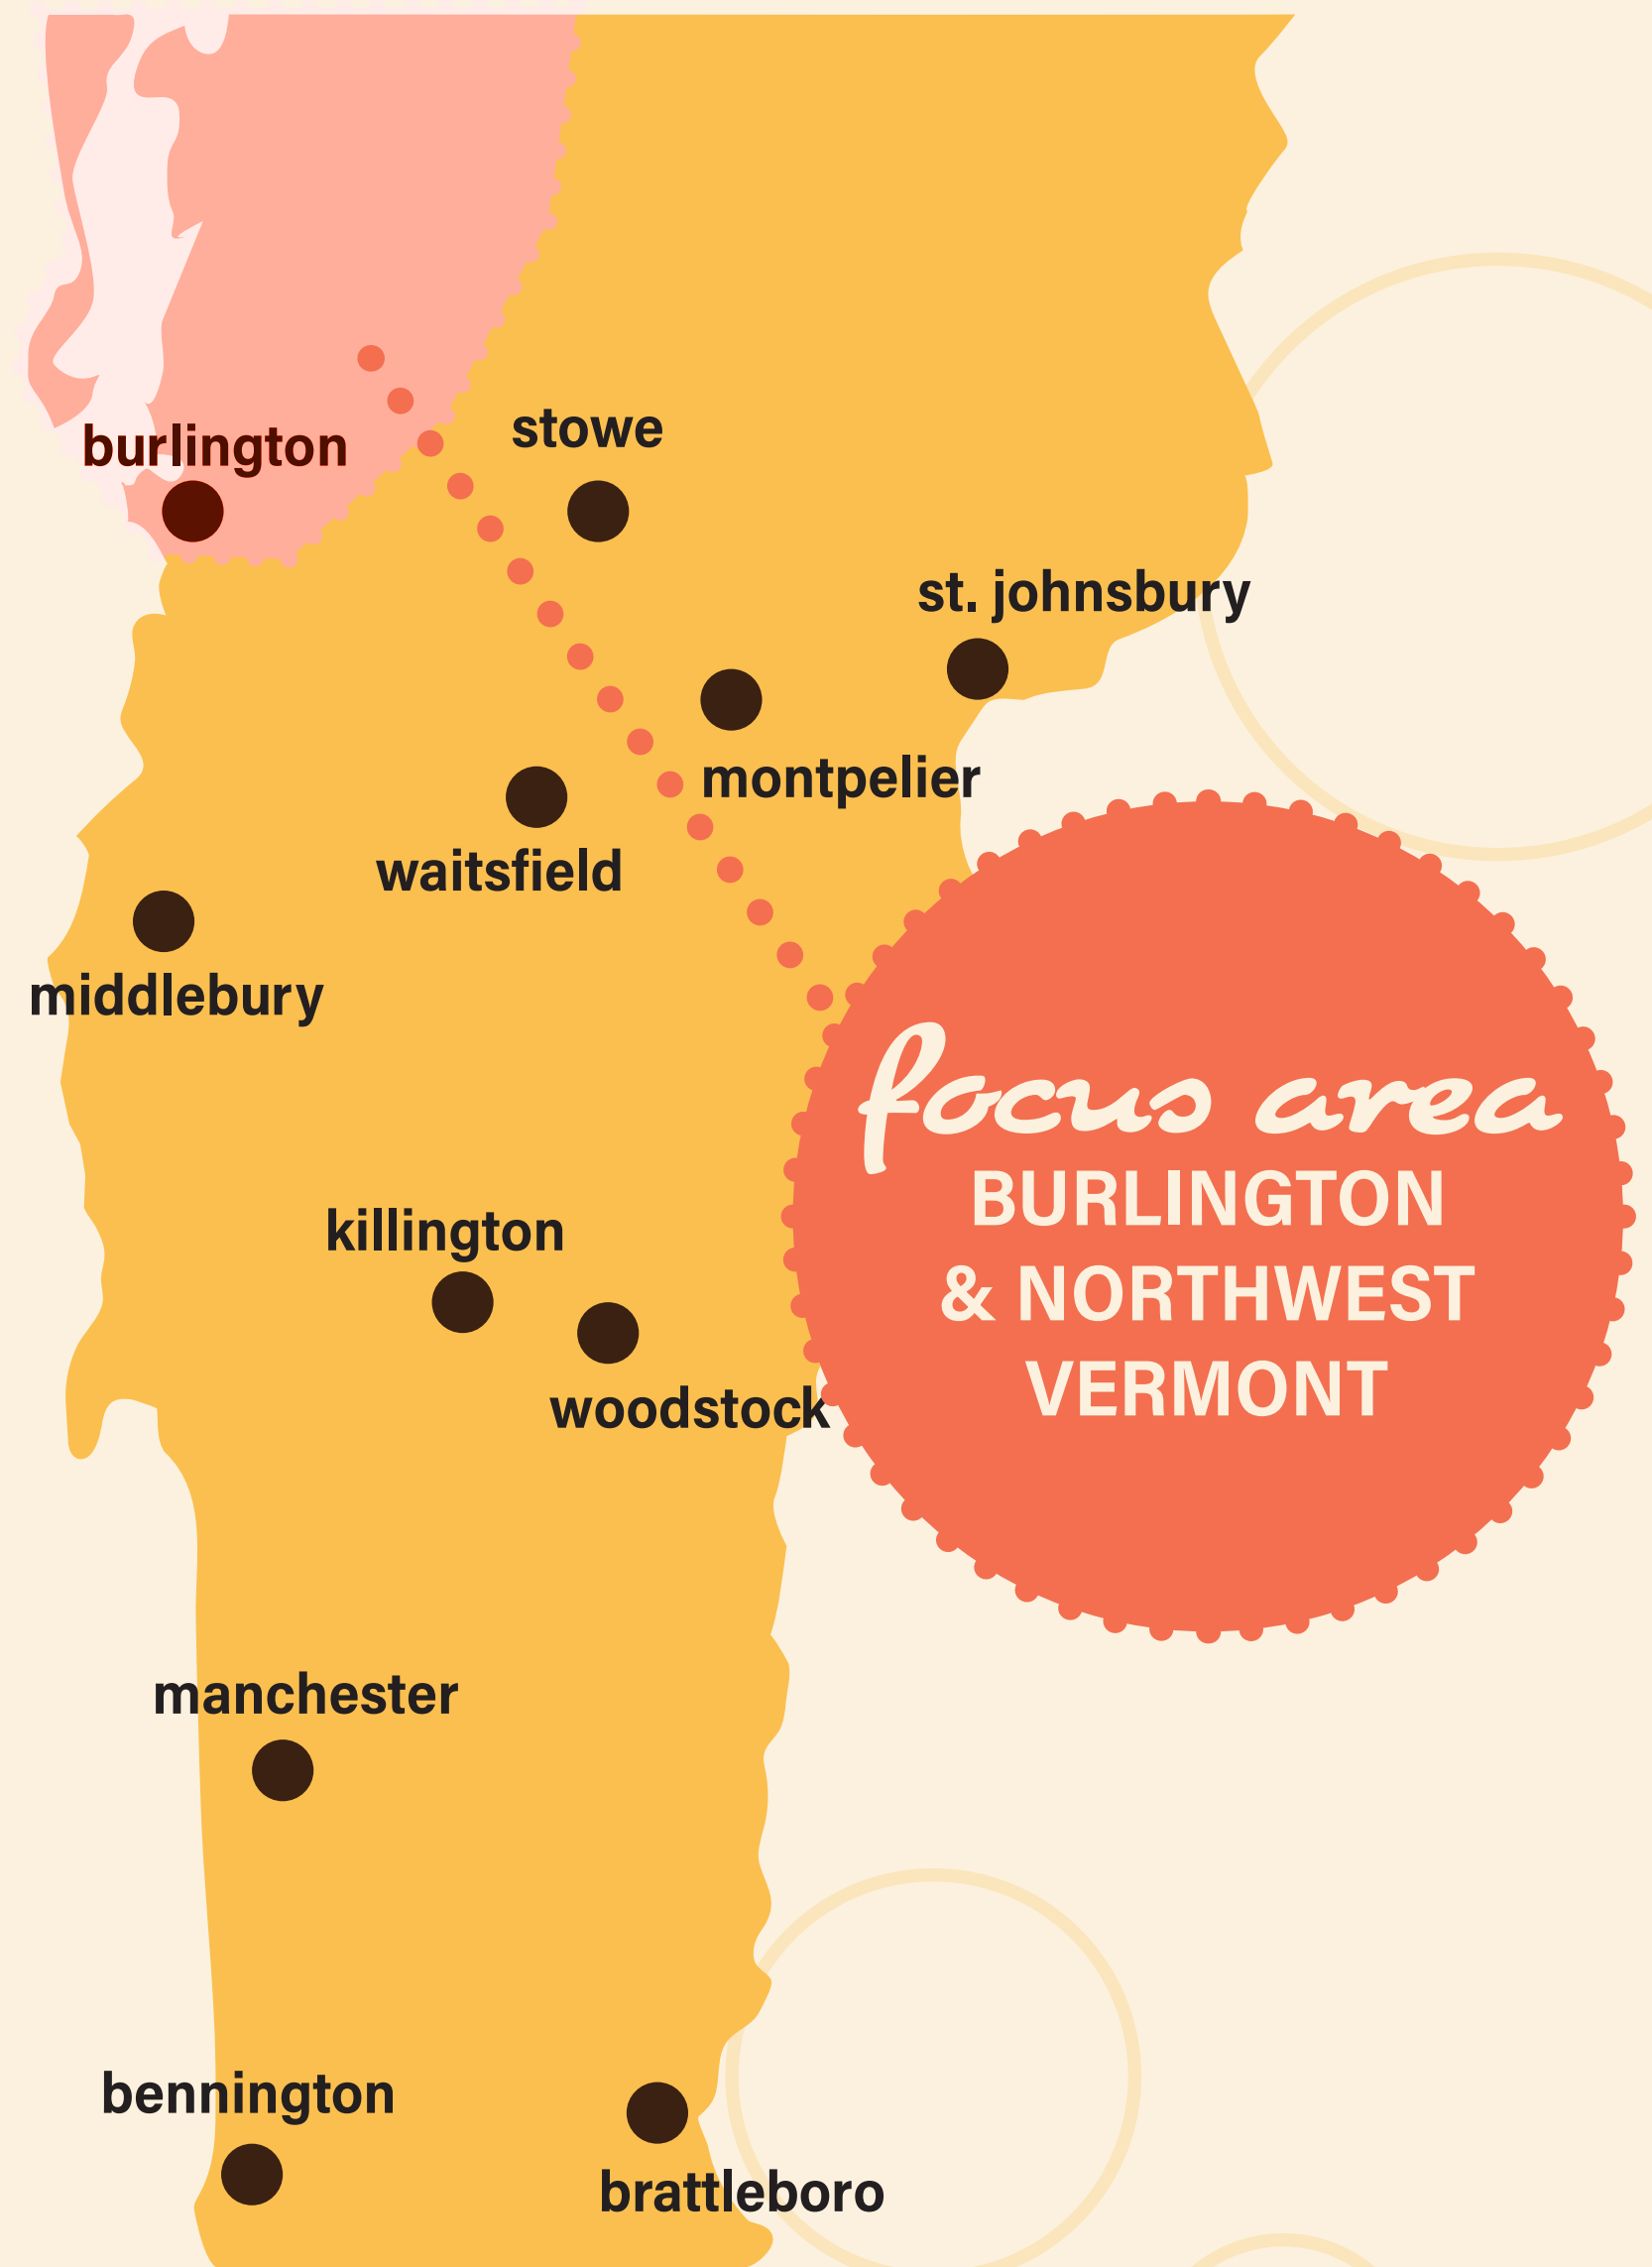 stowe
burlington
st. johnsbury
montpelier
waitsfield
middlebury
focus area
BURLINGTON
& NORTHWEST
VERMONT
killington
woodstock
manchester
bennington
brattleboro